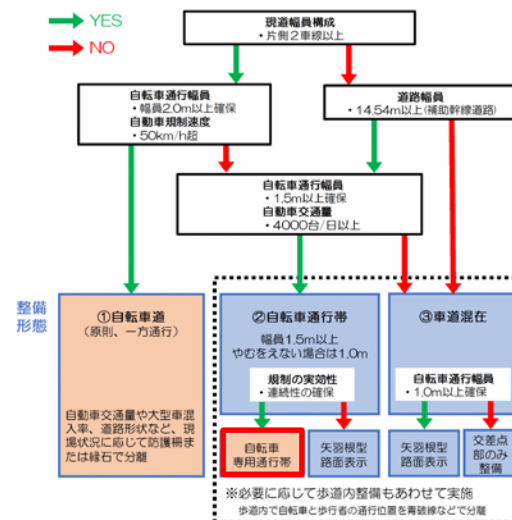 YES
NO
現道幅員構成
・片側2車線以上
自転車通行幅員
・幅員2.0m以上確保
自動車規制速度
・50km/h超
道路幅員
・14.54m以上(補助幹線道路)
自転車通行幅員
・1.5m以上確保
自動車交通量
・4000台/日以上
整備
形態
①自転車道
（原則、一方通行）
自動車交通量や大型車混
入率、道路形状など、現
場状況に応じて防護柵ま
たは縁石で分離
②自転車通行帯
幅員1.5m以上
やむをえない場合は1.0m
規制の実効性
・連続性の確保
自転車
専用通行帯
矢羽根型
路面表示
③車道混在
自転車通行幅員
・1.0m以上確保
矢羽根型
路面表示
交差点
部のみ
整備
※必要に応じて歩道内整備もあわせて実施
歩道内で自転車と歩行者の通行位置を青破線などで分離